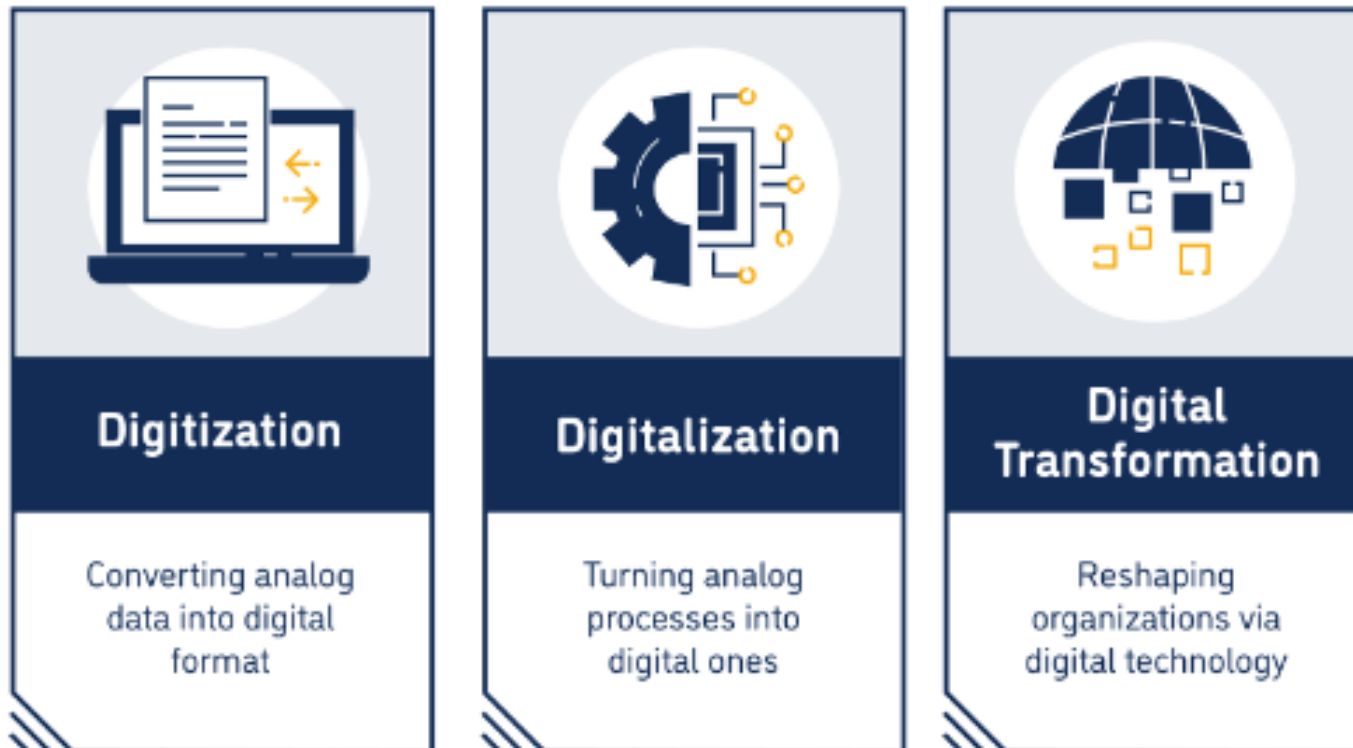 Digitization
Converting analog
data into digital
format
Digitalization
Turning analog
processes into
digital ones
Digital
Transformation
Reshaping
organizations via
digital technology